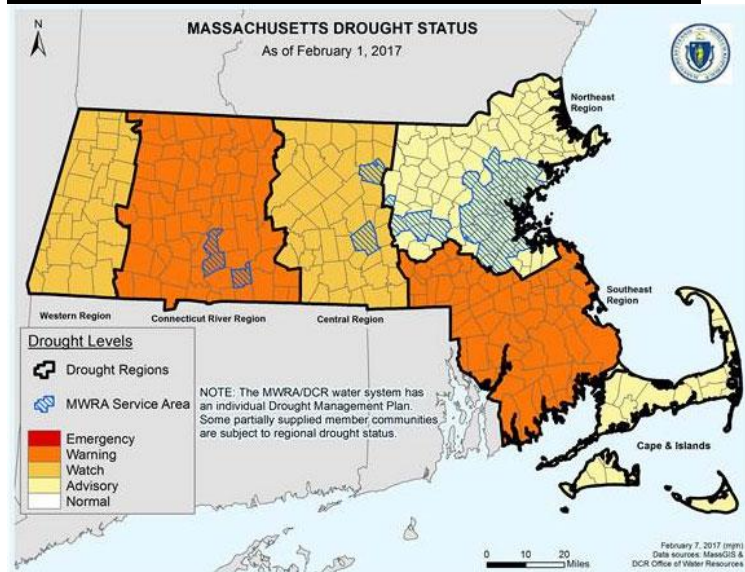 MASSACHUSETTS DROUGHT STATUS
As of February 1, 2017
N
Northeast
Region
Southeast
Region
Western Region
Connecticut River Region
Central Region
Cape & Islands
Drought Levels
Drought Regions
MWRA Service Area
Emergency
Warning
Watch
Advisory
Normal
NOTE: The MWRA/DCR water system has
an individual Drought Management Plan.
Some partially supplied member communities
are subject to regional drought status.
0 10 20
Miles
February 7, 2017 (mjm)
Data sources: MassGIS &
DCR Office of Water Resources